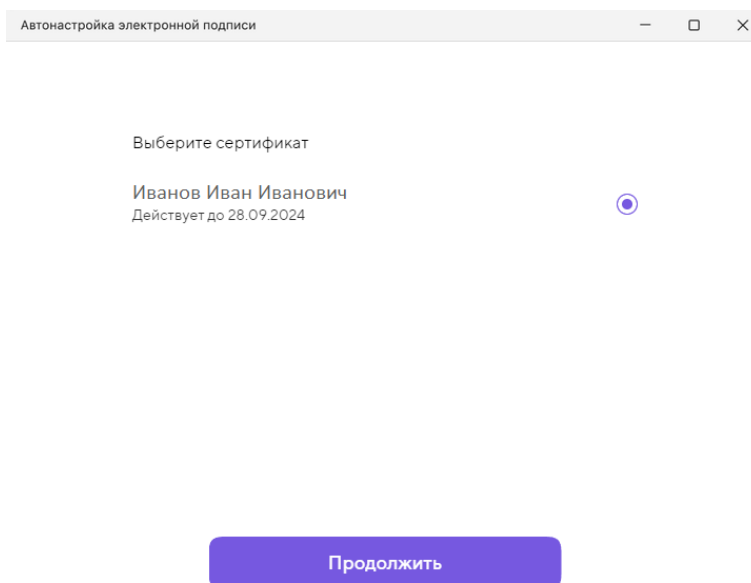 Автонастройка электронной подписи
Выберите сертификат
Иванов Иван Иванович
Действует до 28.09.2024
Продолжить